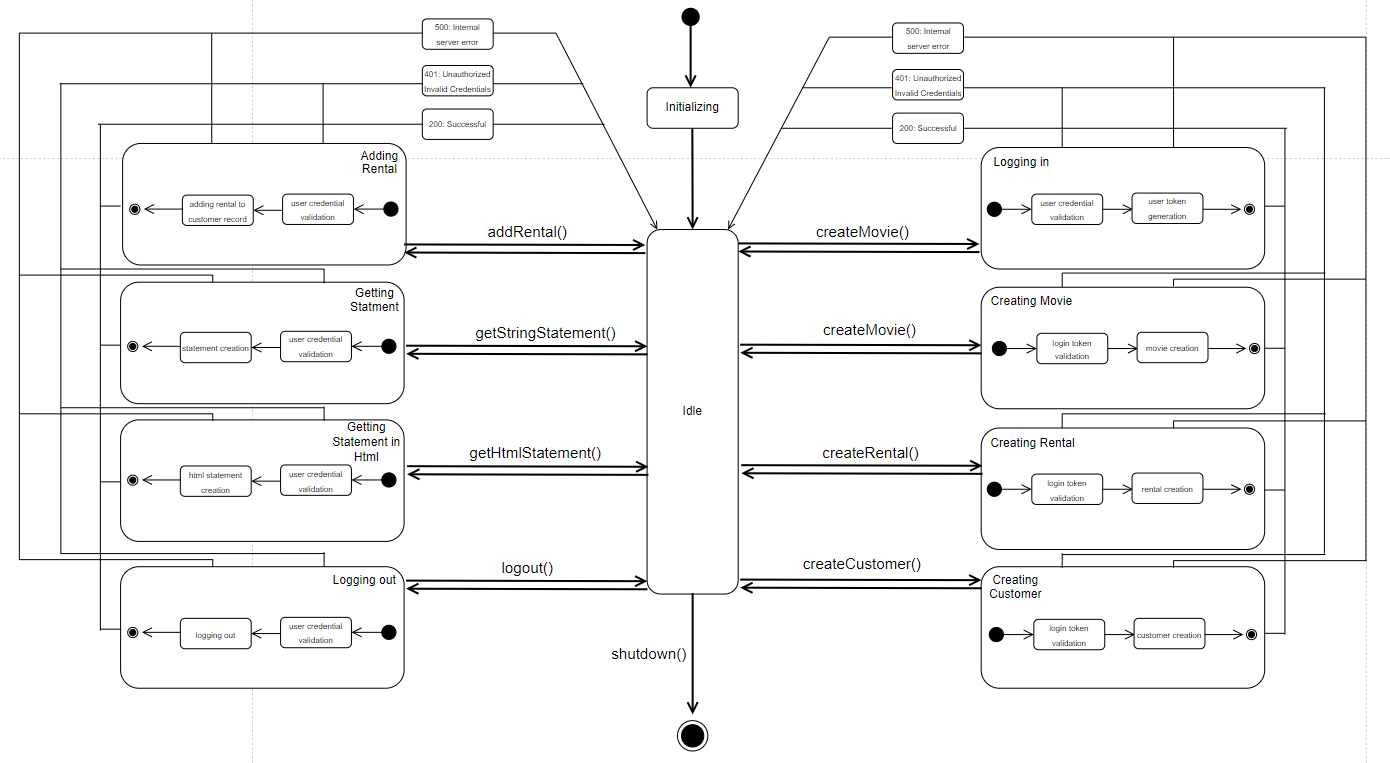 500: Internal
server error
401: Unauthorized
Invalid Credentials
200: Successful
Initializing
500: Internal
server error
401: Unauthorized
Invalid Credentials
200: Successful
Adding
Rental
adding rental to
customer record
user credential
validation
addRental()
createMovie()
Logging in
user credential
validation
user token
generation
Getting
Statment
statement creation
user credential
validation
getStringStatement()
createMovie()
Creating Movie
login token
validation
movie creation
Idle
Getting
Statement in
Html
html statement
creation
user credential
validation
getHtmlStatement()
createRental()
Creating Rental
login token
validation
rental creation
Logging out
logging out
user credential
validation
logout()
createCustomer()
Creating
Customer
login token
validation
customer creation
shutdown()